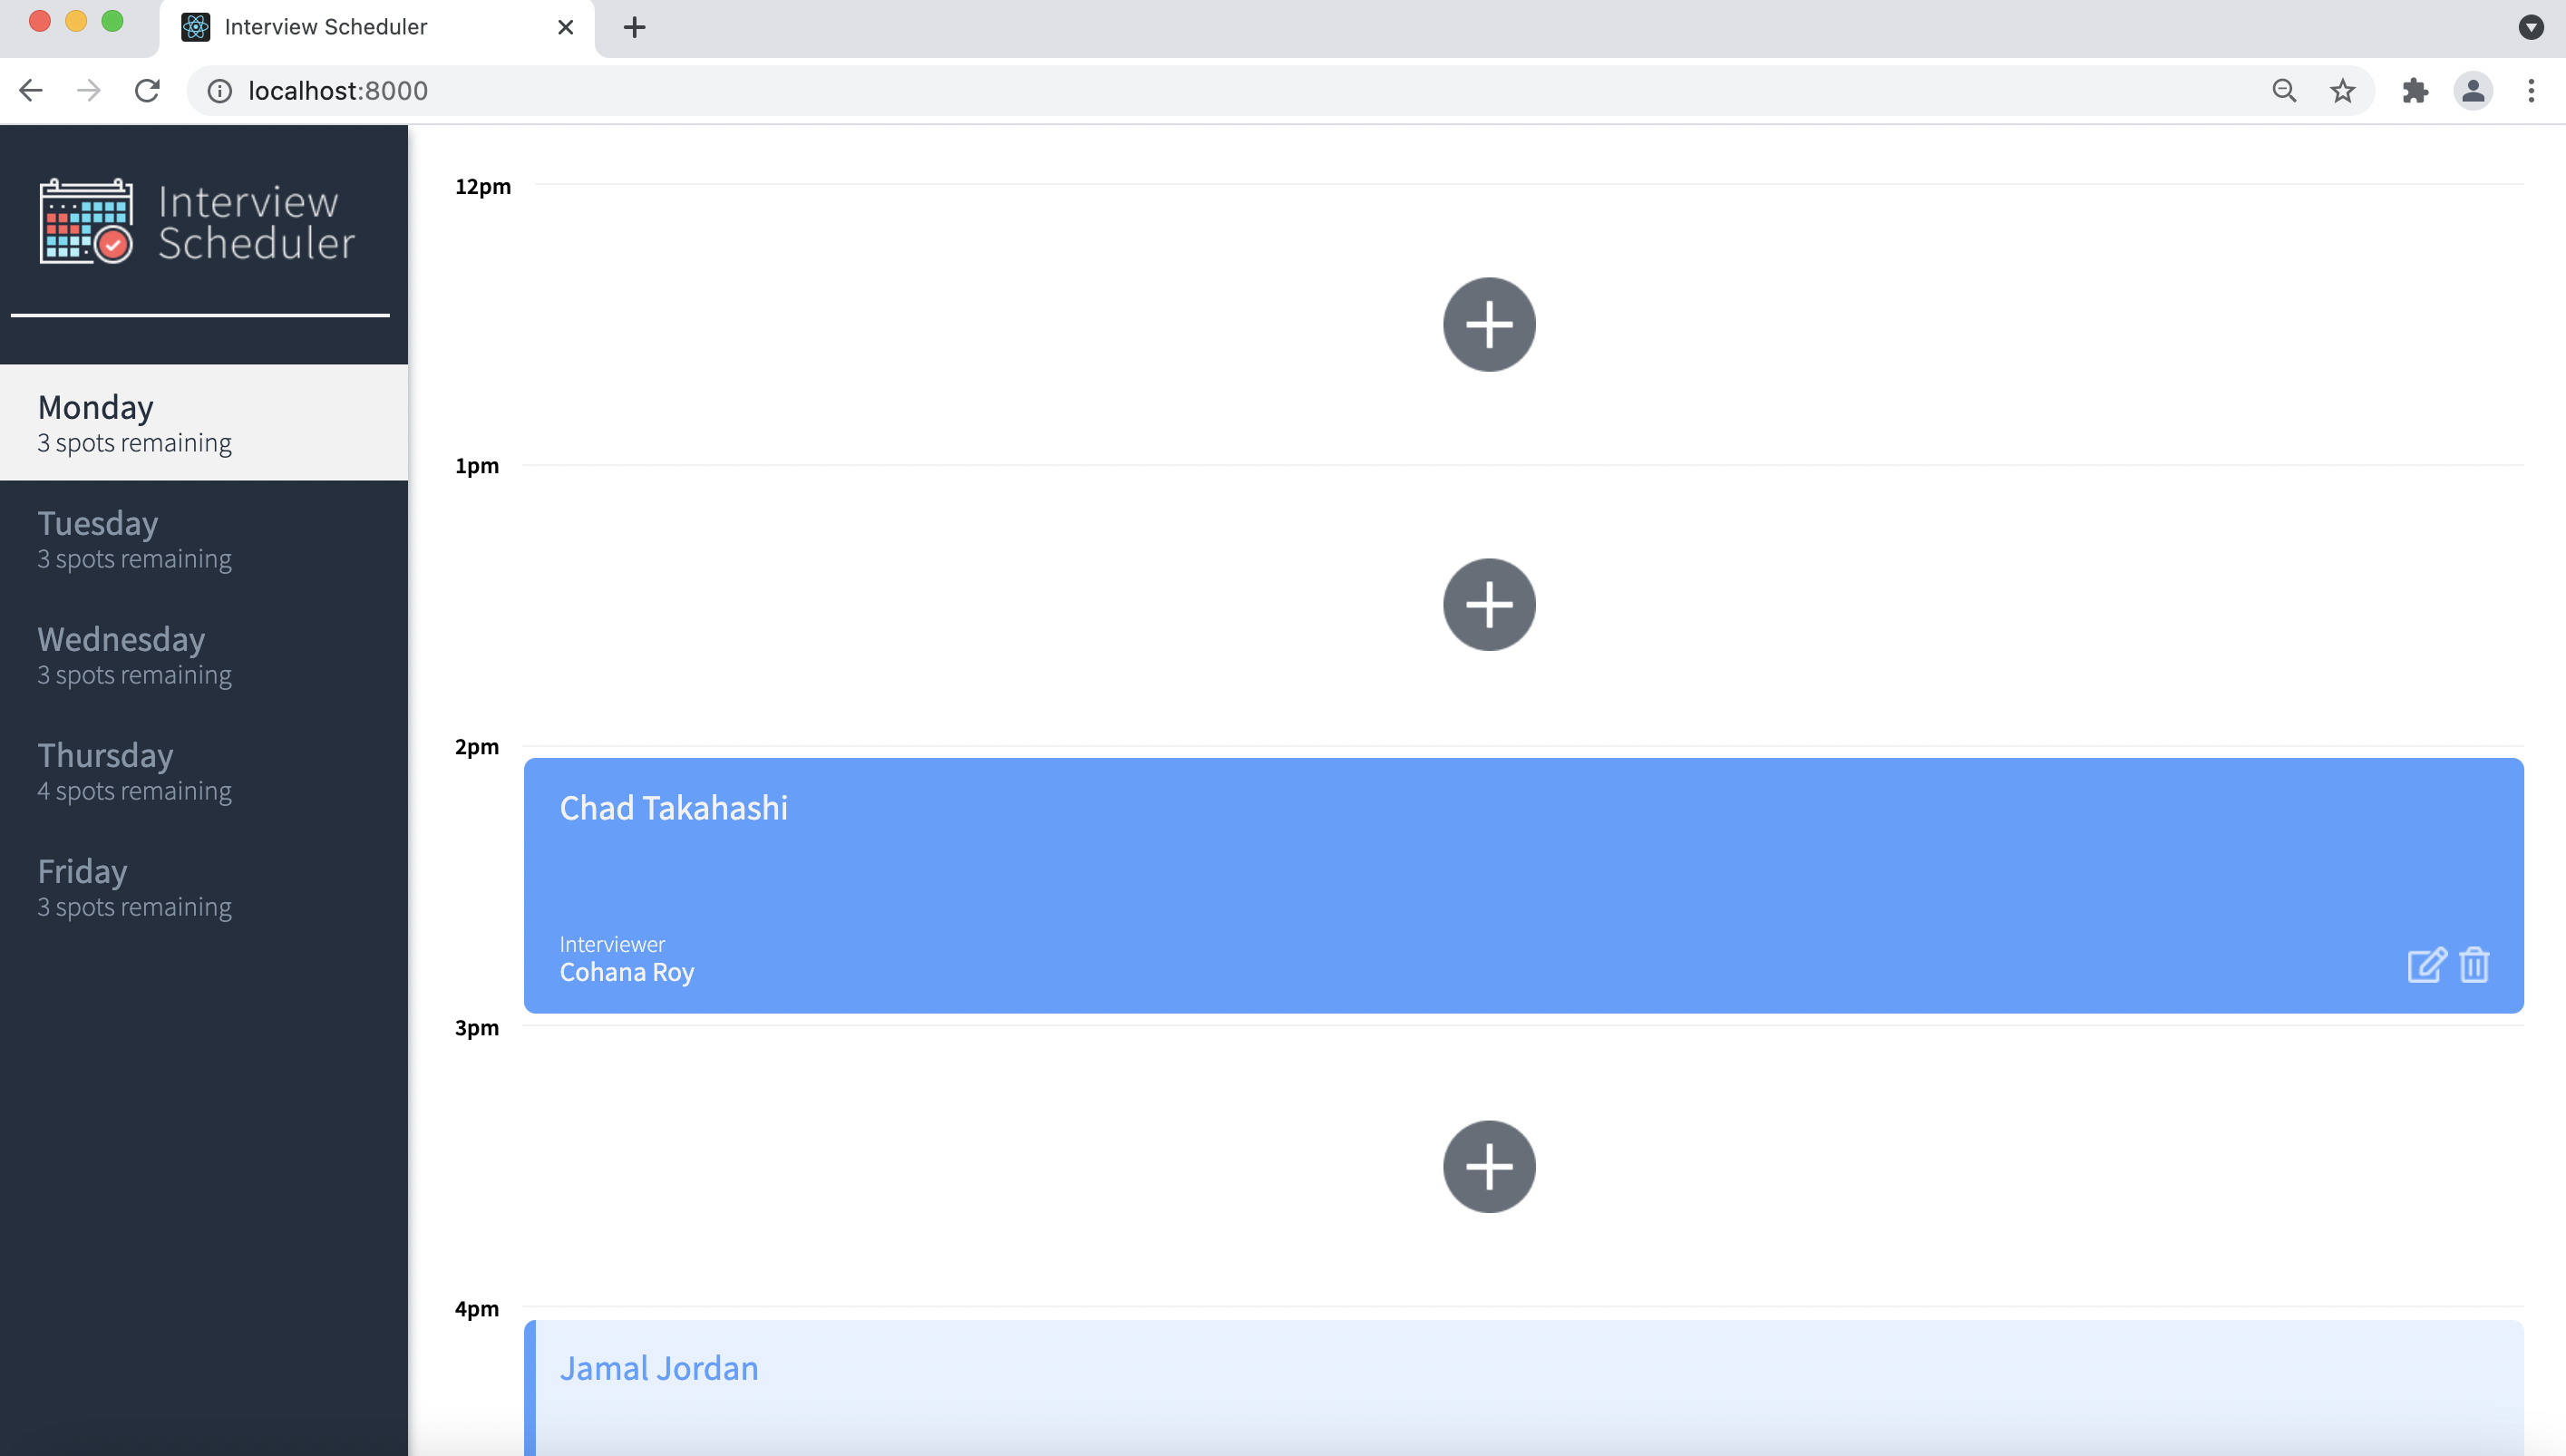 Interview Scheduler
localhost:8000
Interview
Scheduler
Monday
3 spots remaining
Tuesday
3 spots remaining
Wednesday
3 spots remaining
Thursday
4 spots remaining
Friday
3 spots remaining
12pm
1pm
2pm
Chad Takahashi
Interviewer
Cohana Roy
3pm
4pm
Jamal Jordan